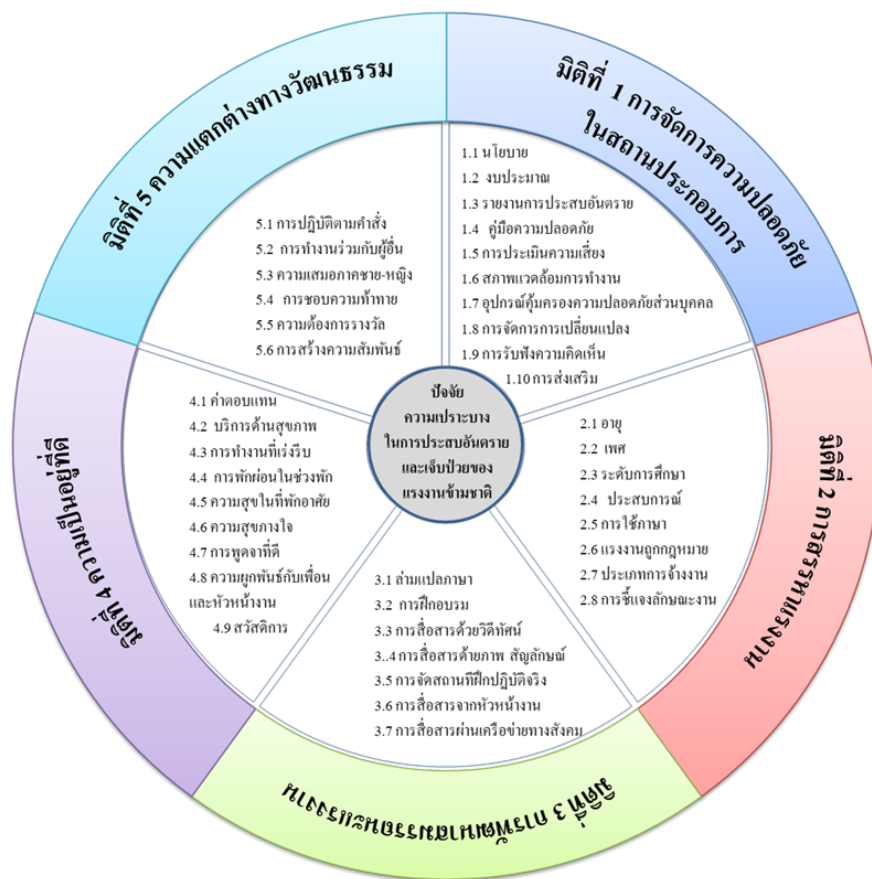 มิติที่ 1 การจัดการความปลอดภัย
ในสถานประกอบการ
1.1 นโยบาย
1.2 งบประมาณ
1.3 รายงานการประสบอันตราย
1.4 คู่มือความปลอดภัย
1.5 การประเมินความเสี่ยง
1.6 สภาพแวดล้อมการทำงาน
1.7 อุปกรณ์คุ้มครองความปลอดภัยส่วนบุคคล
1.8 การจัดการการเปลี่ยนแปลง
1.9 การรับฟังความคิดเห็น
1.10 การส่งเสริม
มิติที่ 2 การสรรหาแรงงาน
2.1 อายุ
2.2 เพศ
2.3 ระดับการศึกษา
2.4 ประสบการณ์
2.5 การใช้ภาษา
2.6 แรงงานถูกกฎหมาย
2.7 ประเภทการจ้างงาน
2.8 การชี้แจงลักษณะงาน
มิติที่ 3 การพัฒนาสมรรถนะแรงงาน
3.1 ล่ามแปลภาษา
3.2 การฝึกอบรม
3.3 การสื่อสารด้วยวิดีทัศน์
3..4 การสื่อสารด้ายภาพ สัญลักษณ์
3.5 การจัดสถานที่ฝึกปฏิบัติจริง
3.6 การสื่อสารจากหัวหน้างาน
3.7 การสื่อสารผ่านเครือข่ายทางสังคม
มิติที่ 4 ความเป็นอยู่ที่ดี
4.1 ค่าตอบแทน
4.2 บริการด้านสุขภาพ
4.3 การทำงานที่เร่งรีบ
4.4 การพักผ่อนในช่วงพัก
4.5 ความสุขในที่พักอาศัย
4.6 ความสุขภางใจ
4.7 การพูดจาที่ดี
4.8 ความผูกพันธ์กับเพื่อน
และหัวหน้างาน
4.9 สวัสดิการ
มิติที่ 5 ความแตกต่างทางวัฒนธรรม
5.1 การปฏิบัติตามคำสั่ง
5.2 การทำงานร่วมกับผู้อื่น
5.3 ความเสมอภาคชาย-หญิง
5.4 การชอบความท้าทาย
5.5 ความต้องการรางวัล
5.6 การสร้างความสัมพันธ์
ปัจจัย
ความเปราะบาง
ในการประสบอันตราย
และเจ็บป่วยของ
แรงงานข้ามชาติ